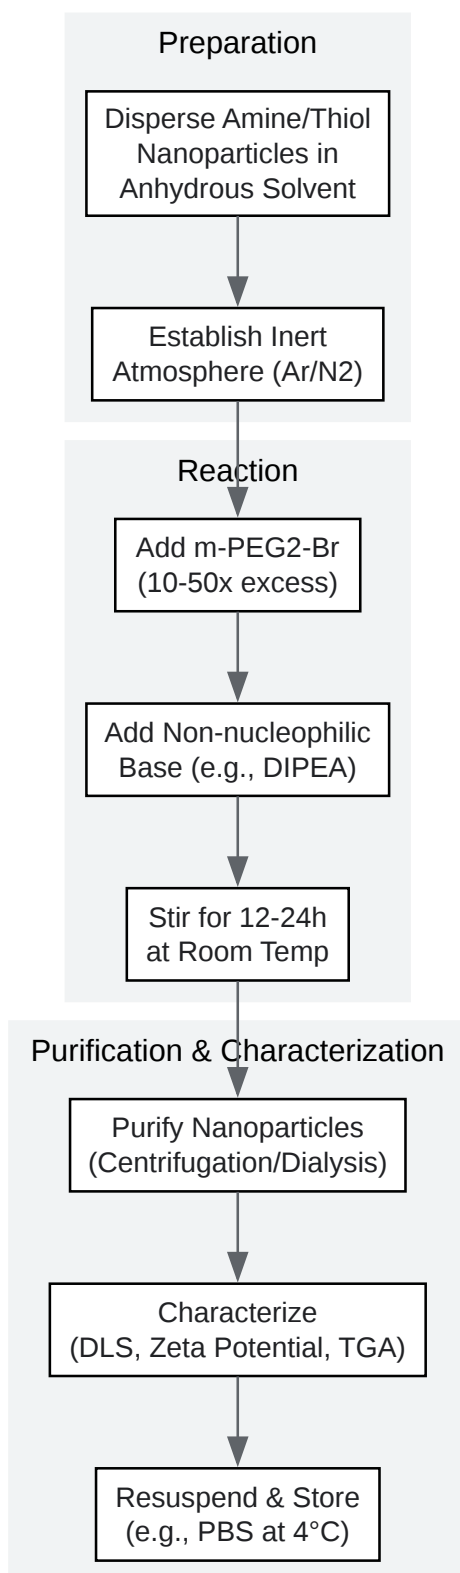 Preparation
Disperse Amine/Thiol
Nanoparticles in
Anhydrous Solvent
Establish Inert
Atmosphere (Ar/N2)
Reaction
Add m-PEG2-Br
(10-50x excess)
Add Non-nucleophilic
Base (e.g., DIPEA)
Stir for 12-24h
at Room Temp
Purification & Characterization
Purify Nanoparticles
(Centrifugation/Dialysis)
Characterize
(DLS, Zeta Potential, TGA)
Resuspend & Store
(e.g., PBS at 4°C)